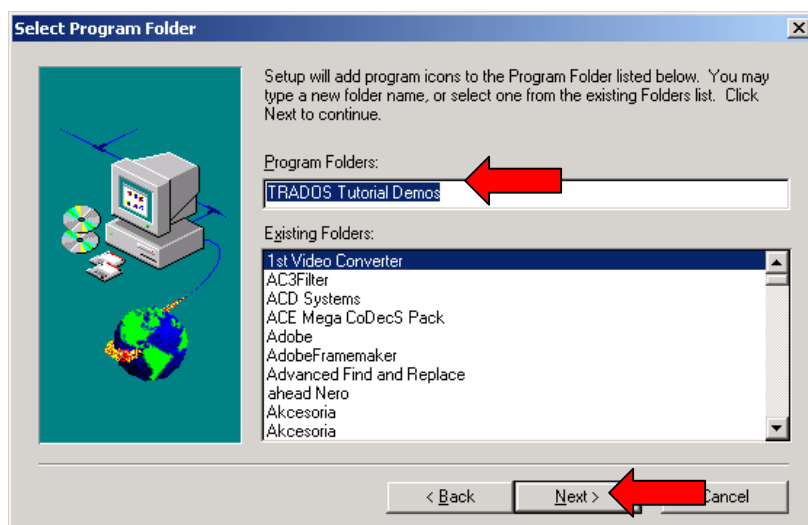 Select Program Folder
Setup will add program icons to the Program Folder listed below. You may
type a new folder name, or select one from the existing Folders list. Click
Next to continue.
Program Folders:
TRADOS Tutorial Demos
Existing Folders:
1st Video Converter
AC3Filter
ACD Systems
ACE Mega CoDecS Pack
Adobe
AdobeFramemaker
Advanced Find and Replace
ahead Nero
Akcesoria
Akcesoria
< Back
Next >
Cancel